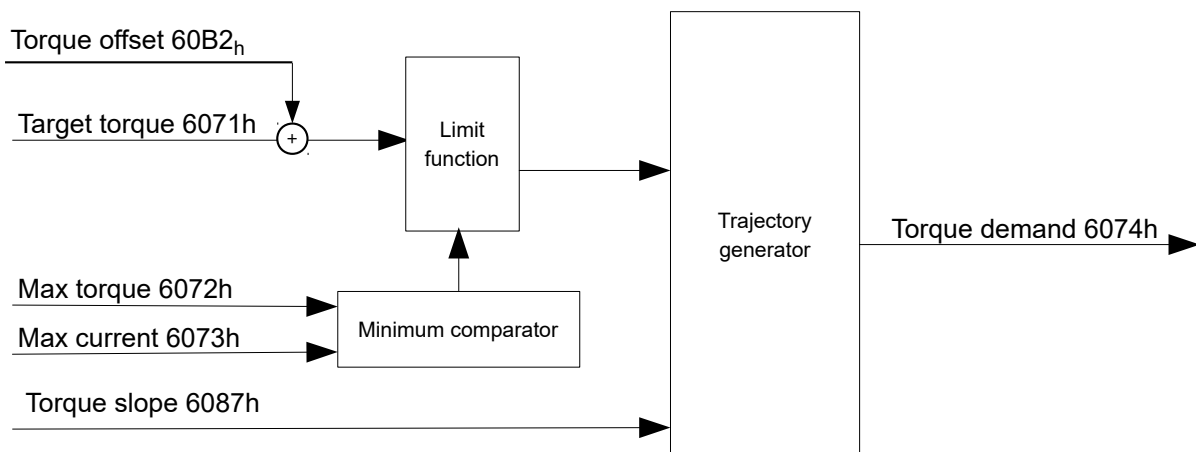 Torque offset 60B2h
Target torque 6071h
+
Limit
function
Trajectory
generator
Torque demand 6074h
Max torque 6072h
Max current 6073h
Minimum comparator
Torque slope 6087h